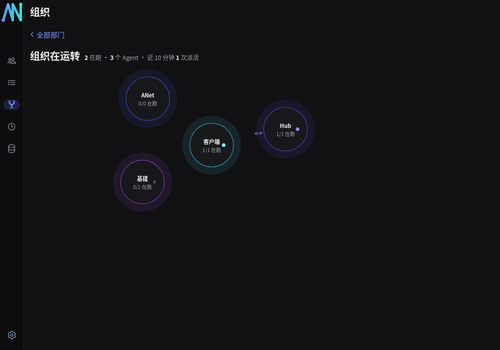 组织
全部部门
组织在运转 2 在跑 · 3 个 Agent · 近 10 分钟 1 次派活
ANet
0/0 在跑
Hub
1/1 在跑
客户端
1/1 在跑
基建
0/1 在跑